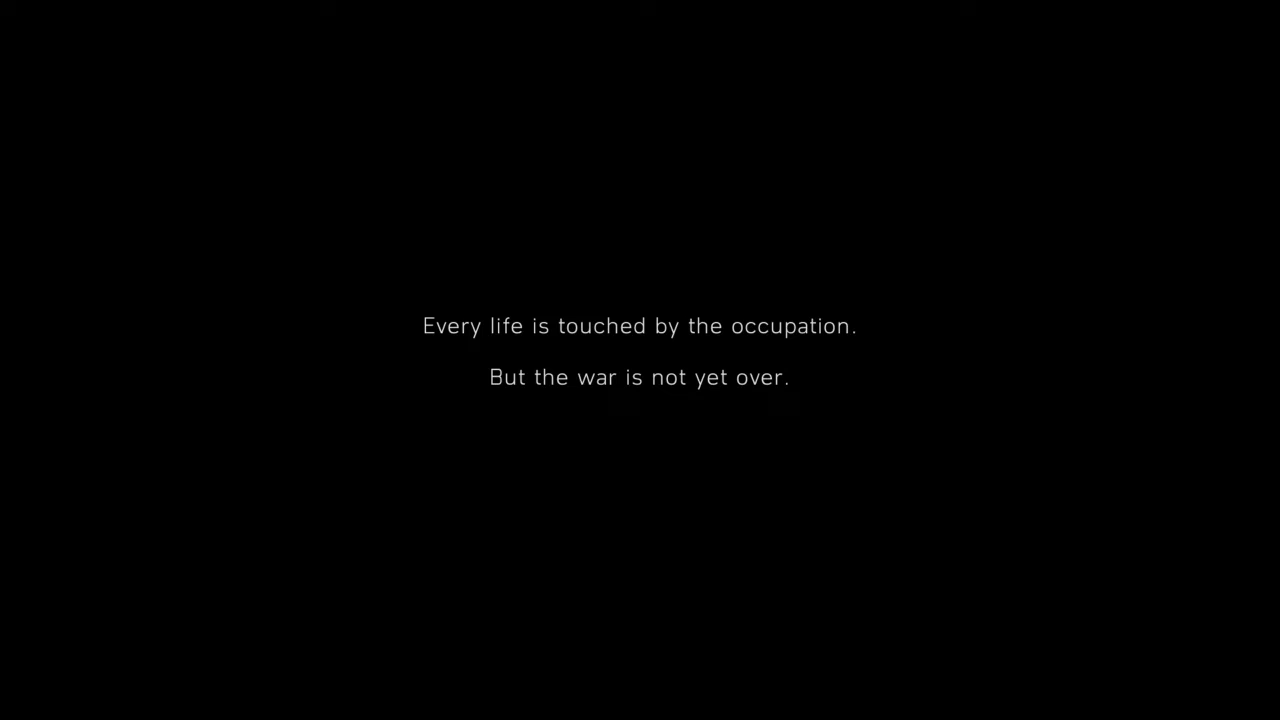 Every life is touched by the occupation.
But the war is not yet over.